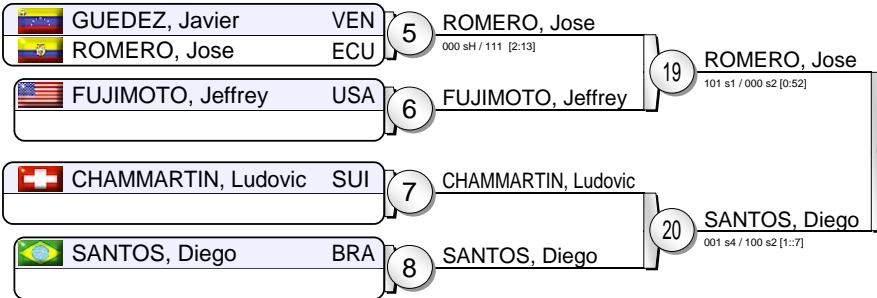 GUEDEZ, Javier VEN
ROMERO, Jose ECU
5
ROMERO, Jose
000 sH / 111 [2:13]
FUJIMOTO, Jeffrey USA
6
FUJIMOTO, Jeffrey
19
ROMERO, Jose
101 s1 / 000 s2 [0:52]
CHAMMARTIN, Ludovic SUI
7
CHAMMARTIN, Ludovic
SANTOS, Diego BRA
8
SANTOS, Diego
20
SANTOS, Diego
001 s4 / 100 s2 [1::7]